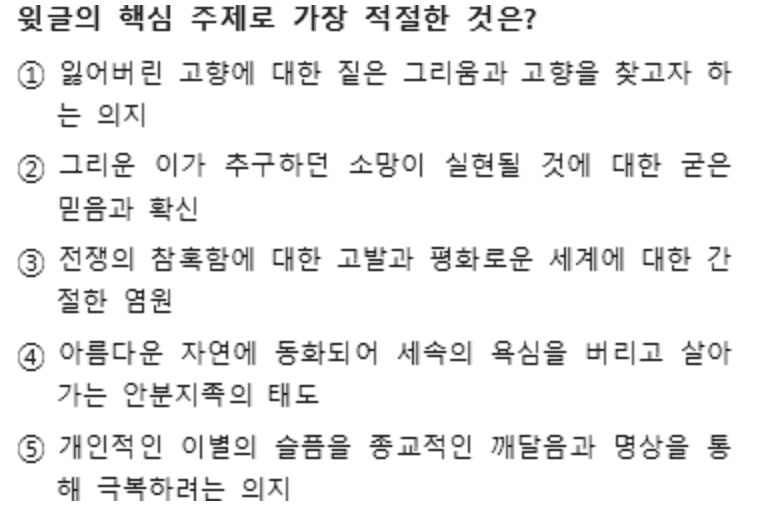 윗글의 핵심 주제로 가장 적절한 것은?
① 잃어버린 고향에 대한 짙은 그리움과 고향을 찾고자 하
는 의지
② 그리운 이가 추구하던 소망이 실현될 것에 대한 굳은
믿음과 확신
③ 전쟁의 참혹함에 대한 고발과 평화로운 세계에 대한 간
절한 염원
④ 아름다운 자연에 동화되어 세속의 욕심을 버리고 살아
가는 안분지족의 태도
⑤ 개인적인 이별의 슬픔을 종교적인 깨달음과 명상을 통
해 극복하려는 의지